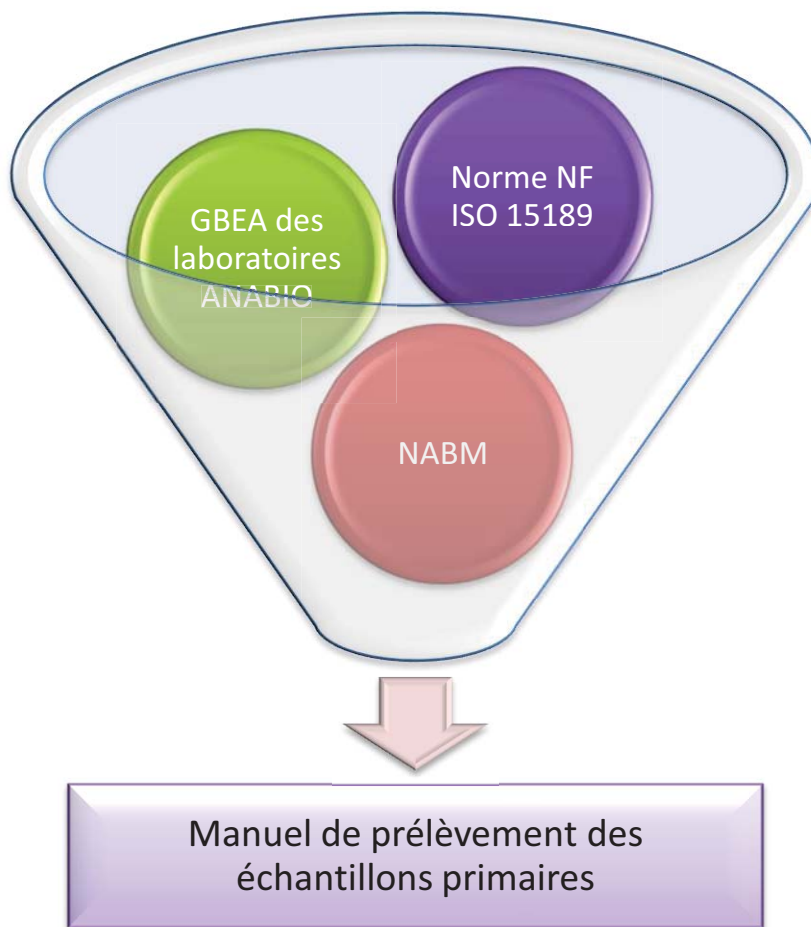 Norme NF
ISO 15189
GBEA des
laboratoires
ANABIO
NABM
Manuel de prélèvement des
échantillons primaires